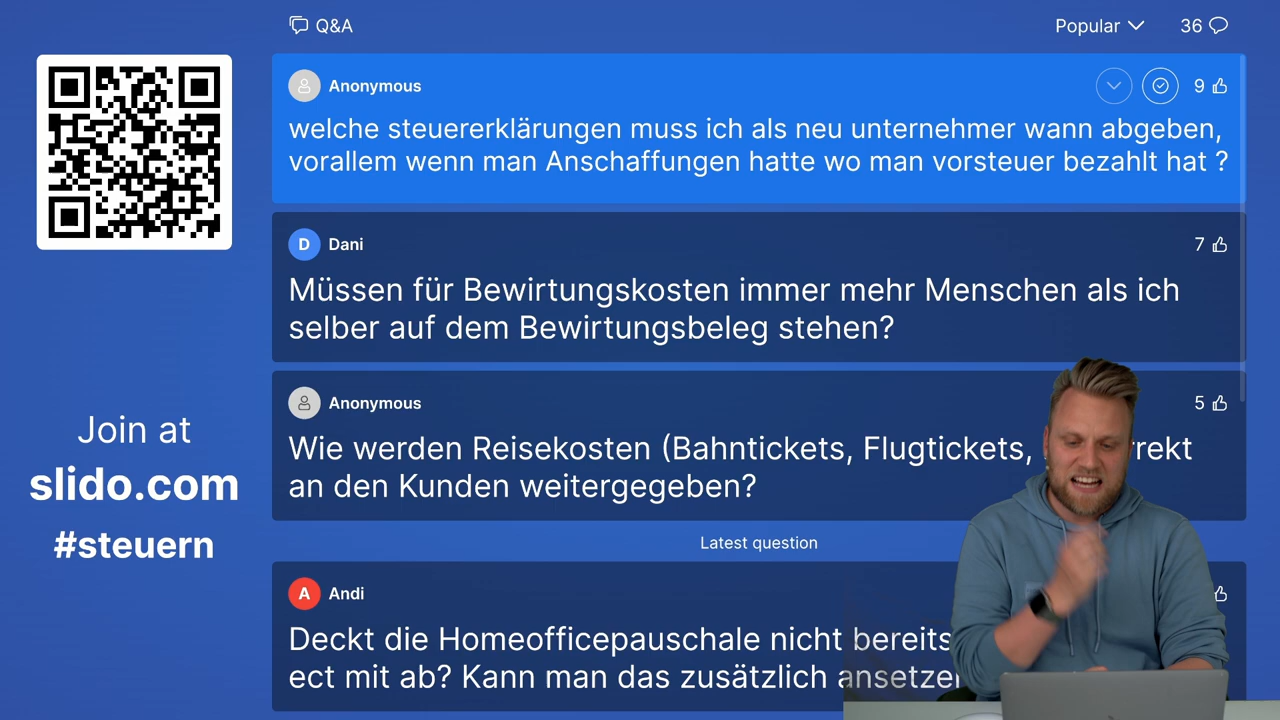 Q&A
Popular
36
Anonymous
9
welche steuererklärungen muss ich als neu unternehmer wann abgeben,
vorallem wenn man Anschaffungen hatte wo man vorsteuer bezahlt hat ?
D
Dani
7
Müssen für Bewirtungskosten immer mehr Menschen als ich
selber auf dem Bewirtungsbeleg stehen?
Anonymous
5
Wie werden Reisekosten (Bahntickets, Flugtickets,
an den Kunden weitergegeben?
Latest question
A
Andi
Deckt die Homeofficepauschale nicht bereits
ect mit ab? Kann man das zusätzlich
Join at
slido.com
#steuern